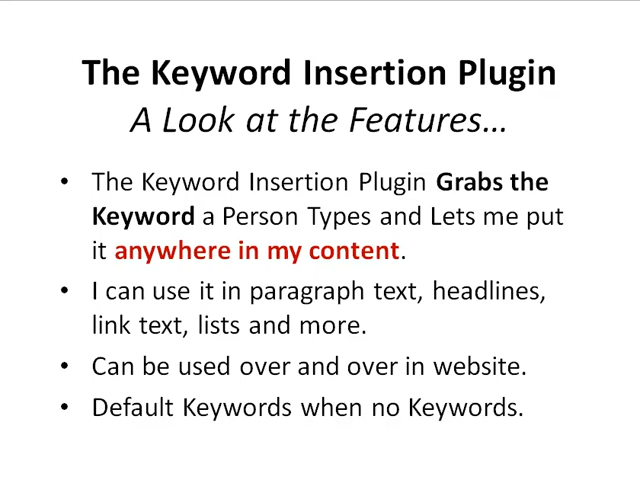 The Keyword Insertion Plugin
A Look at the Features…
• The Keyword Insertion Plugin Grabs the
Keyword a Person Types and Lets me put
it anywhere in my content.
• I can use it in paragraph text, headlines,
link text, lists and more.
• Can be used over and over in website.
• Default Keywords when no Keywords.